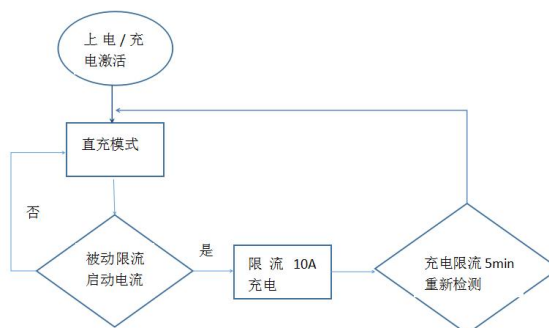 上 电 / 充
电激活
直充模式
否
被动限流
启动电流
是
限 流 10A
充电
充电限流 5min
重新检测